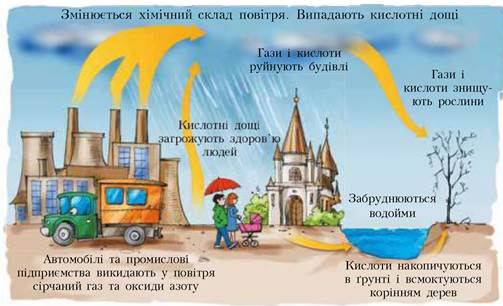 Змінюється хімічний склад повітря. Випадають кислотні дощі
Гази і кислоти
руйнують будівлі
Гази і
кислоти знищу-
ють рослини
Кислотні дощі
загрожують здоров’ю
людей
Забруднюються
водойми
Автомобілі та промислові
підприємства викидають у повітря
сірчаний газ та оксиди азоту
Кислоти накопичуються
в ґрунті і всмоктуються
корінням дерев